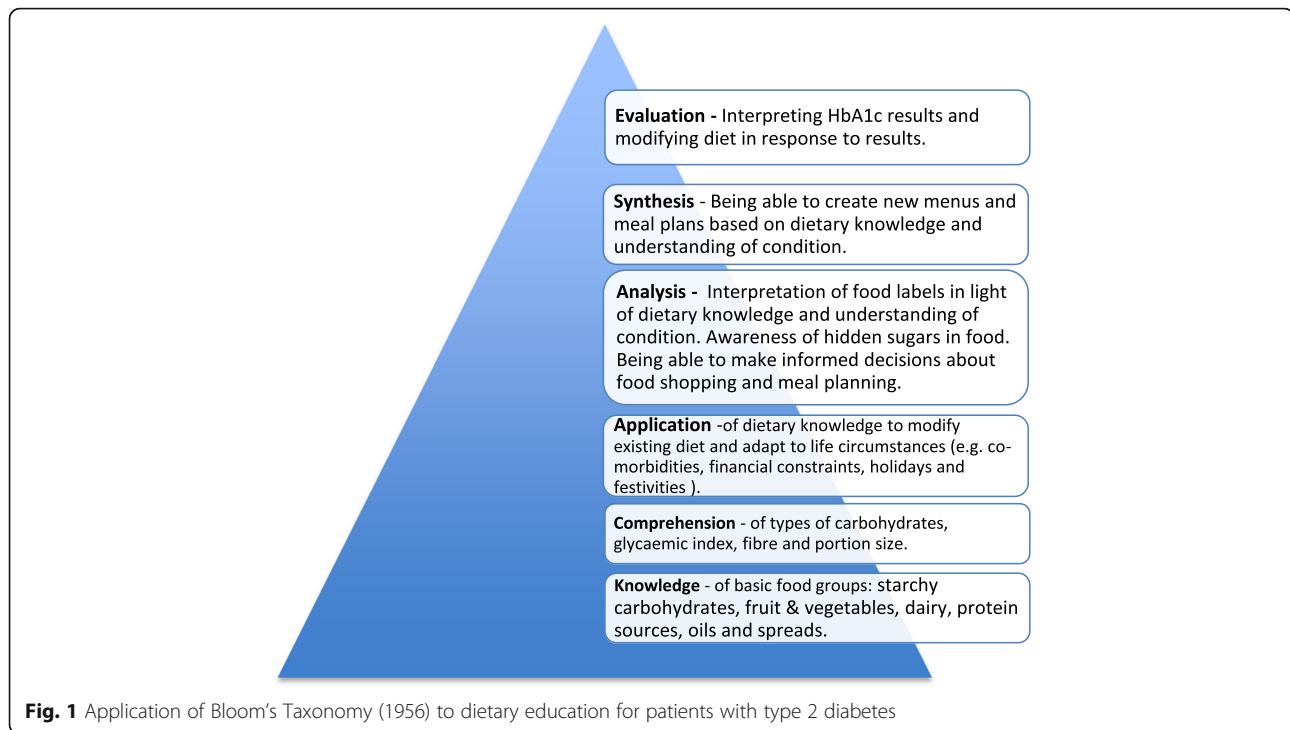 Evaluation - Interpreting HbA1c results and
modifying diet in response to results.
Synthesis - Being able to create new menus and
meal plans based on dietary knowledge and
understanding of condition.
Analysis - Interpretation of food labels in light
of dietary knowledge and understanding of
condition. Awareness of hidden sugars in food.
Being able to make informed decisions about
food shopping and meal planning.
Application -of dietary knowledge to modify
existing diet and adapt to life circumstances (e.g. co-
morbidities, financial constraints, holidays and
festivities ).
Comprehension - of types of carbohydrates,
glycaemic index, fibre and portion size.
Knowledge - of basic food groups: starchy
carbohydrates, fruit & vegetables, dairy, protein
sources, oils and spreads.
Fig. 1 Application of Bloom’s Taxonomy (1956) to dietary education for patients with type 2 diabetes